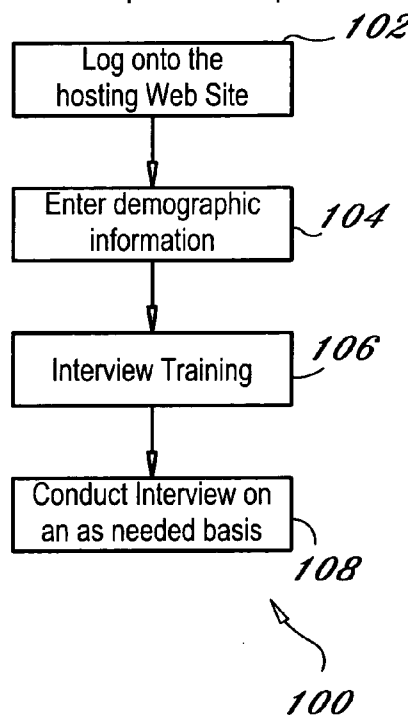 102
Log onto the
hosting Web Site
Enter demographic
information
104
Interview Training
106
Conduct Interview on
an as needed basis
108
100